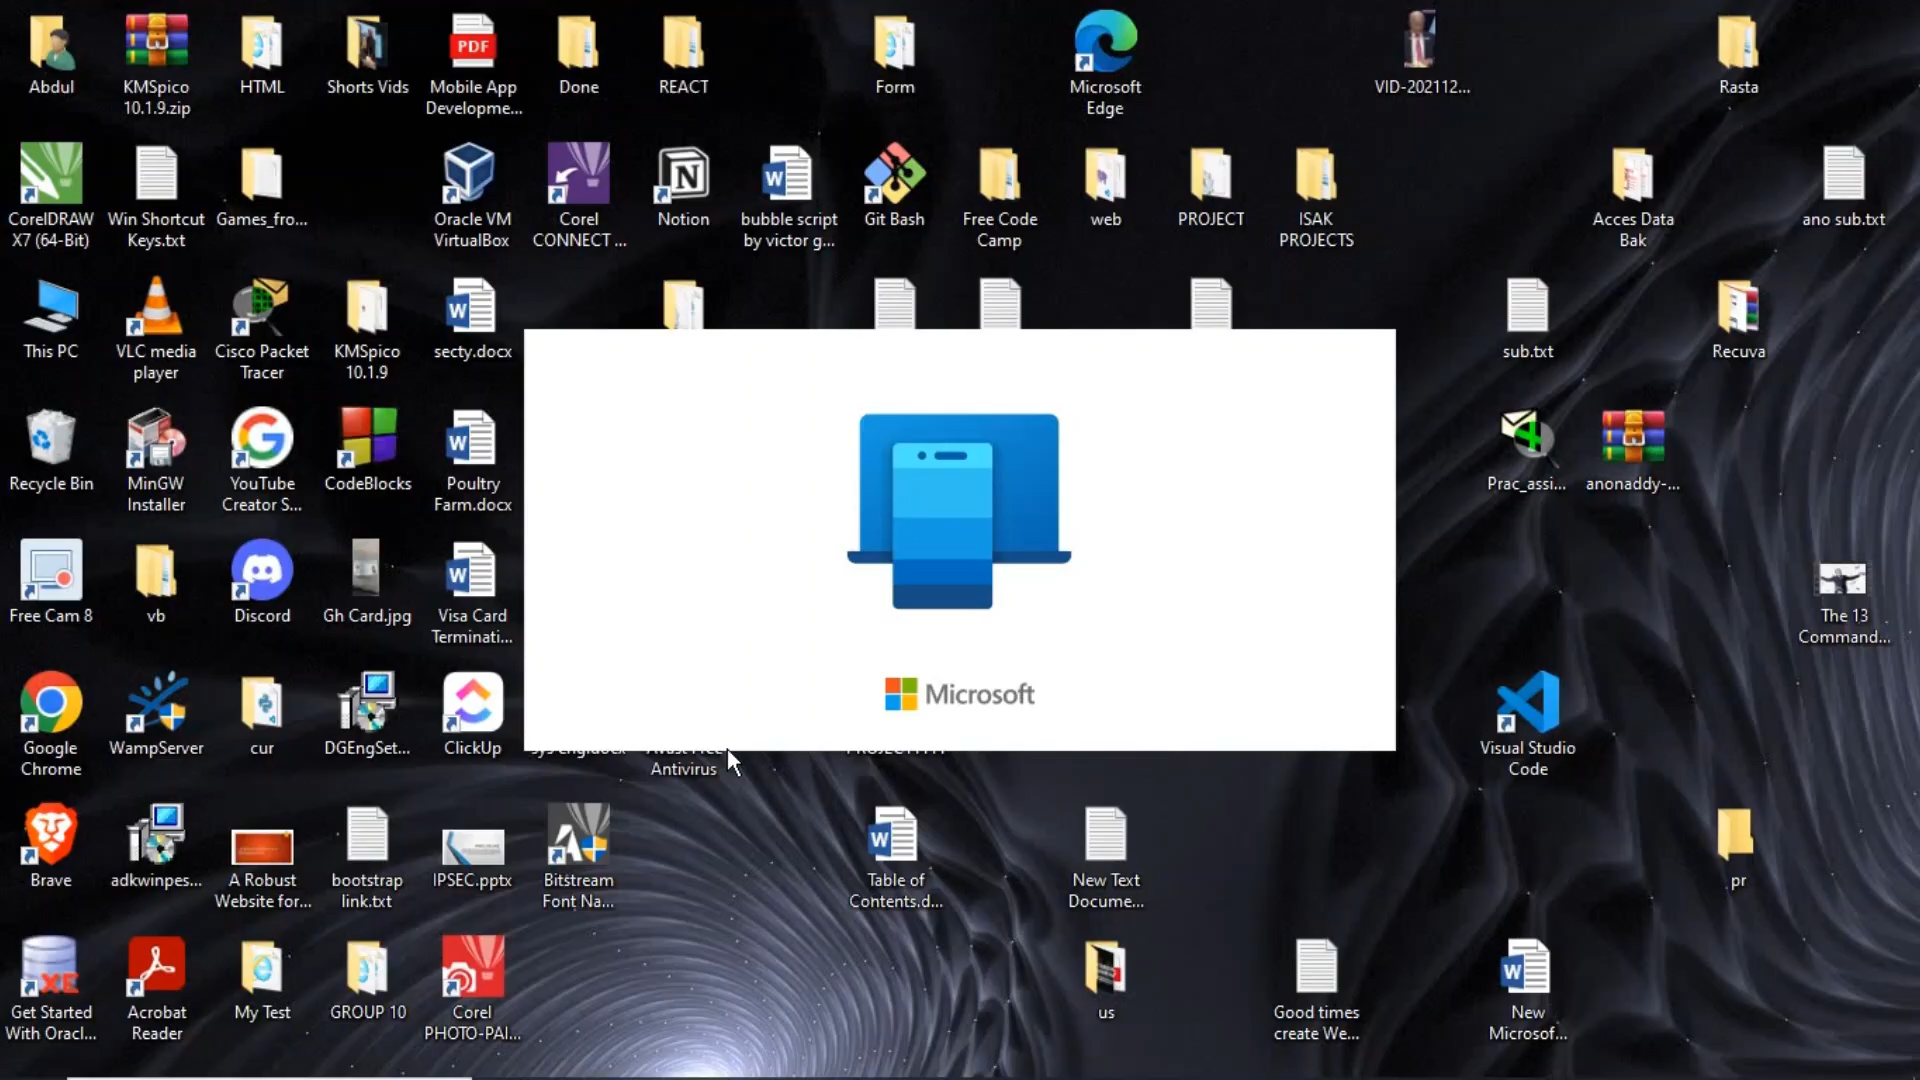 Abdul
KMSpico
10.1.9.zip
HTML
Shorts Vids
PDF
Mobile App
Developme...
Done
REACT
Form
Microsoft
Edge
VID-202112...
Rasta
CorelDRAW
X7 (64-Bit)
Win Shortcut
Keys.txt
Games_fro...
Oracle VM
VirtualBox
Corel
CONNECT ...
Notion
bubble script
by victor g...
Git Bash
Free Code
Camp
web
PROJECT
ISAK
PROJECTS
Acces Data
Bak
ano sub.txt
This PC
VLC media
player
Cisco Packet
Tracer
KMSpico
10.1.9
secty.docx
sub.txt
Recuva
Recycle Bin
MinGW
Installer
YouTube
Creator S...
CodeBlocks
Poultry
Farm.docx
Prac_assi...
anonaddy-...
Free Cam 8
vb
Discord
Gh Card.jpg
Visa Card
Terminati...
The 13
Command...
Microsoft
Google
Chrome
WampServer
cur
DGEngSet...
ClickUp
Antivirus
Visual Studio
Code
Brave
adkwinpes...
A Robust
Website for...
bootstrap
link.txt
IPSEC.pptx
Bitstream
Font Na...
Table of
Contents.d...
New Text
Docume...
pr
XE
Get Started
With Oracl...
Acrobat
Reader
My Test
GROUP 10
Corel
PHOTO-PAI...
us
Good times
create We...
New
Microsof...